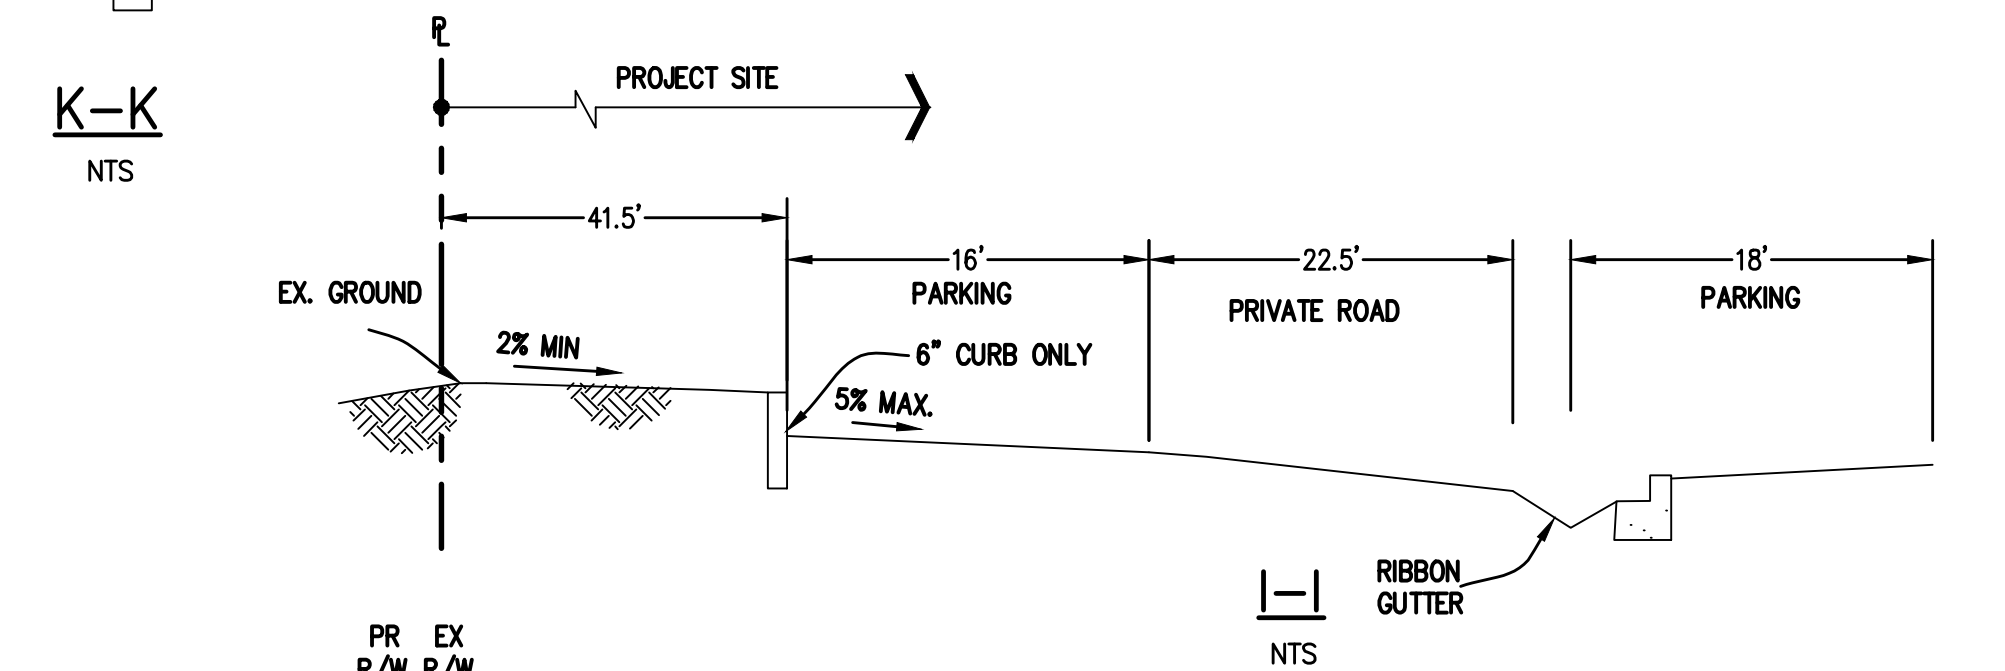 PL
PROJECT SITE
K–K
NTS
41.5'
16'
22.5'
18'
EX. GROUND
PARKING
PRIVATE ROAD
PARKING
2% MIN
6" CURB ONLY
5% MAX.
RIBBON
GUTTER
I–I
NTS
PR EX
R/W R/W